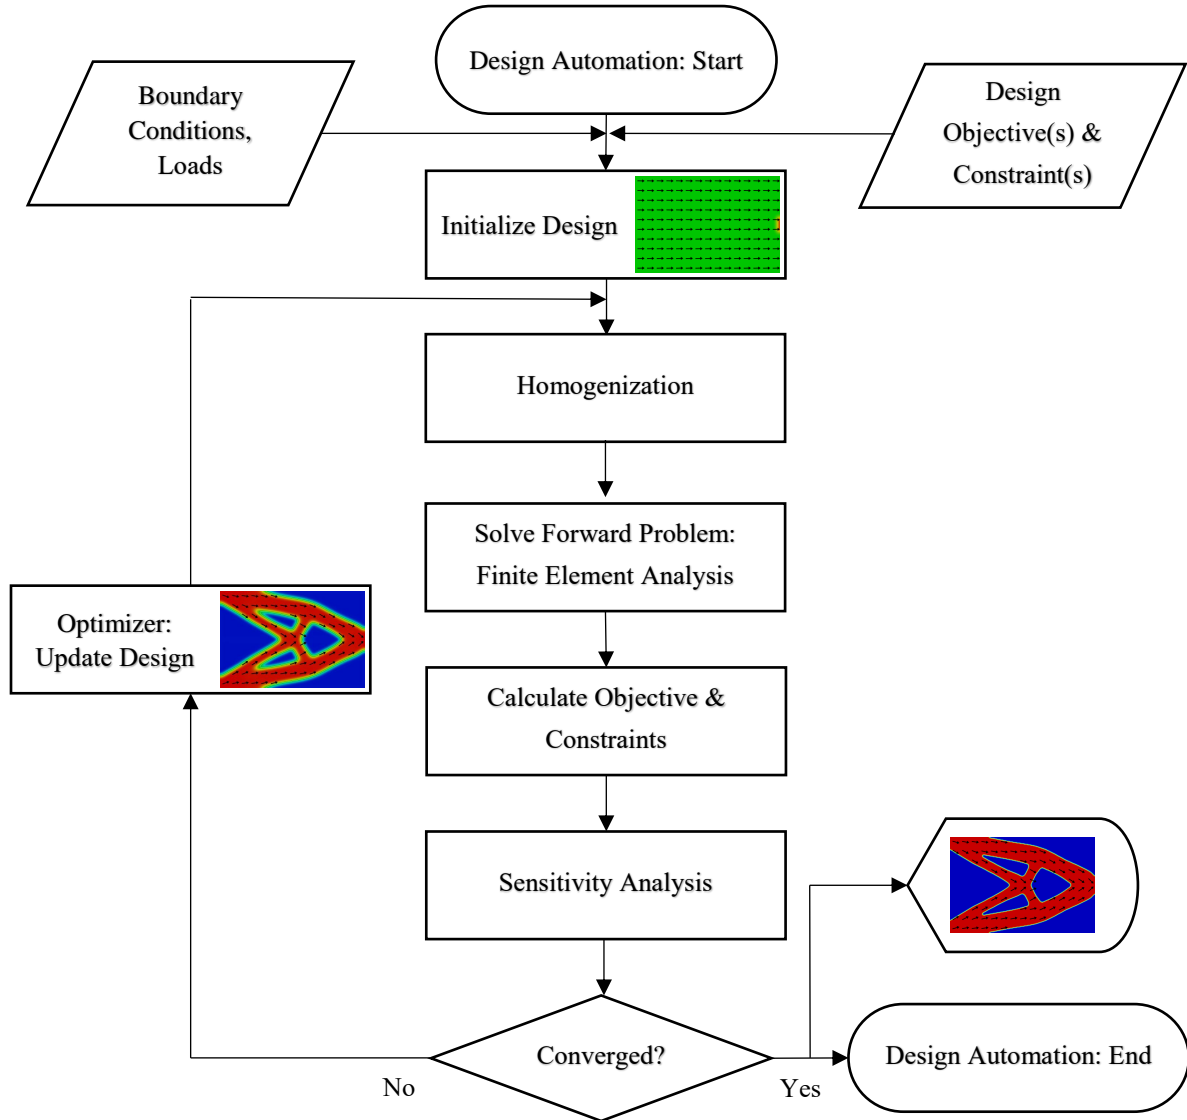 Design Automation: Start
Boundary
Conditions,
Loads
Design
Objective(s) &
Constraint(s)
Initialize Design
Homogenization
Solve Forward Problem:
Finite Element Analysis
Optimizer:
Update Design
Calculate Objective &
Constraints
Sensitivity Analysis
Converged?
No
Yes
Design Automation: End